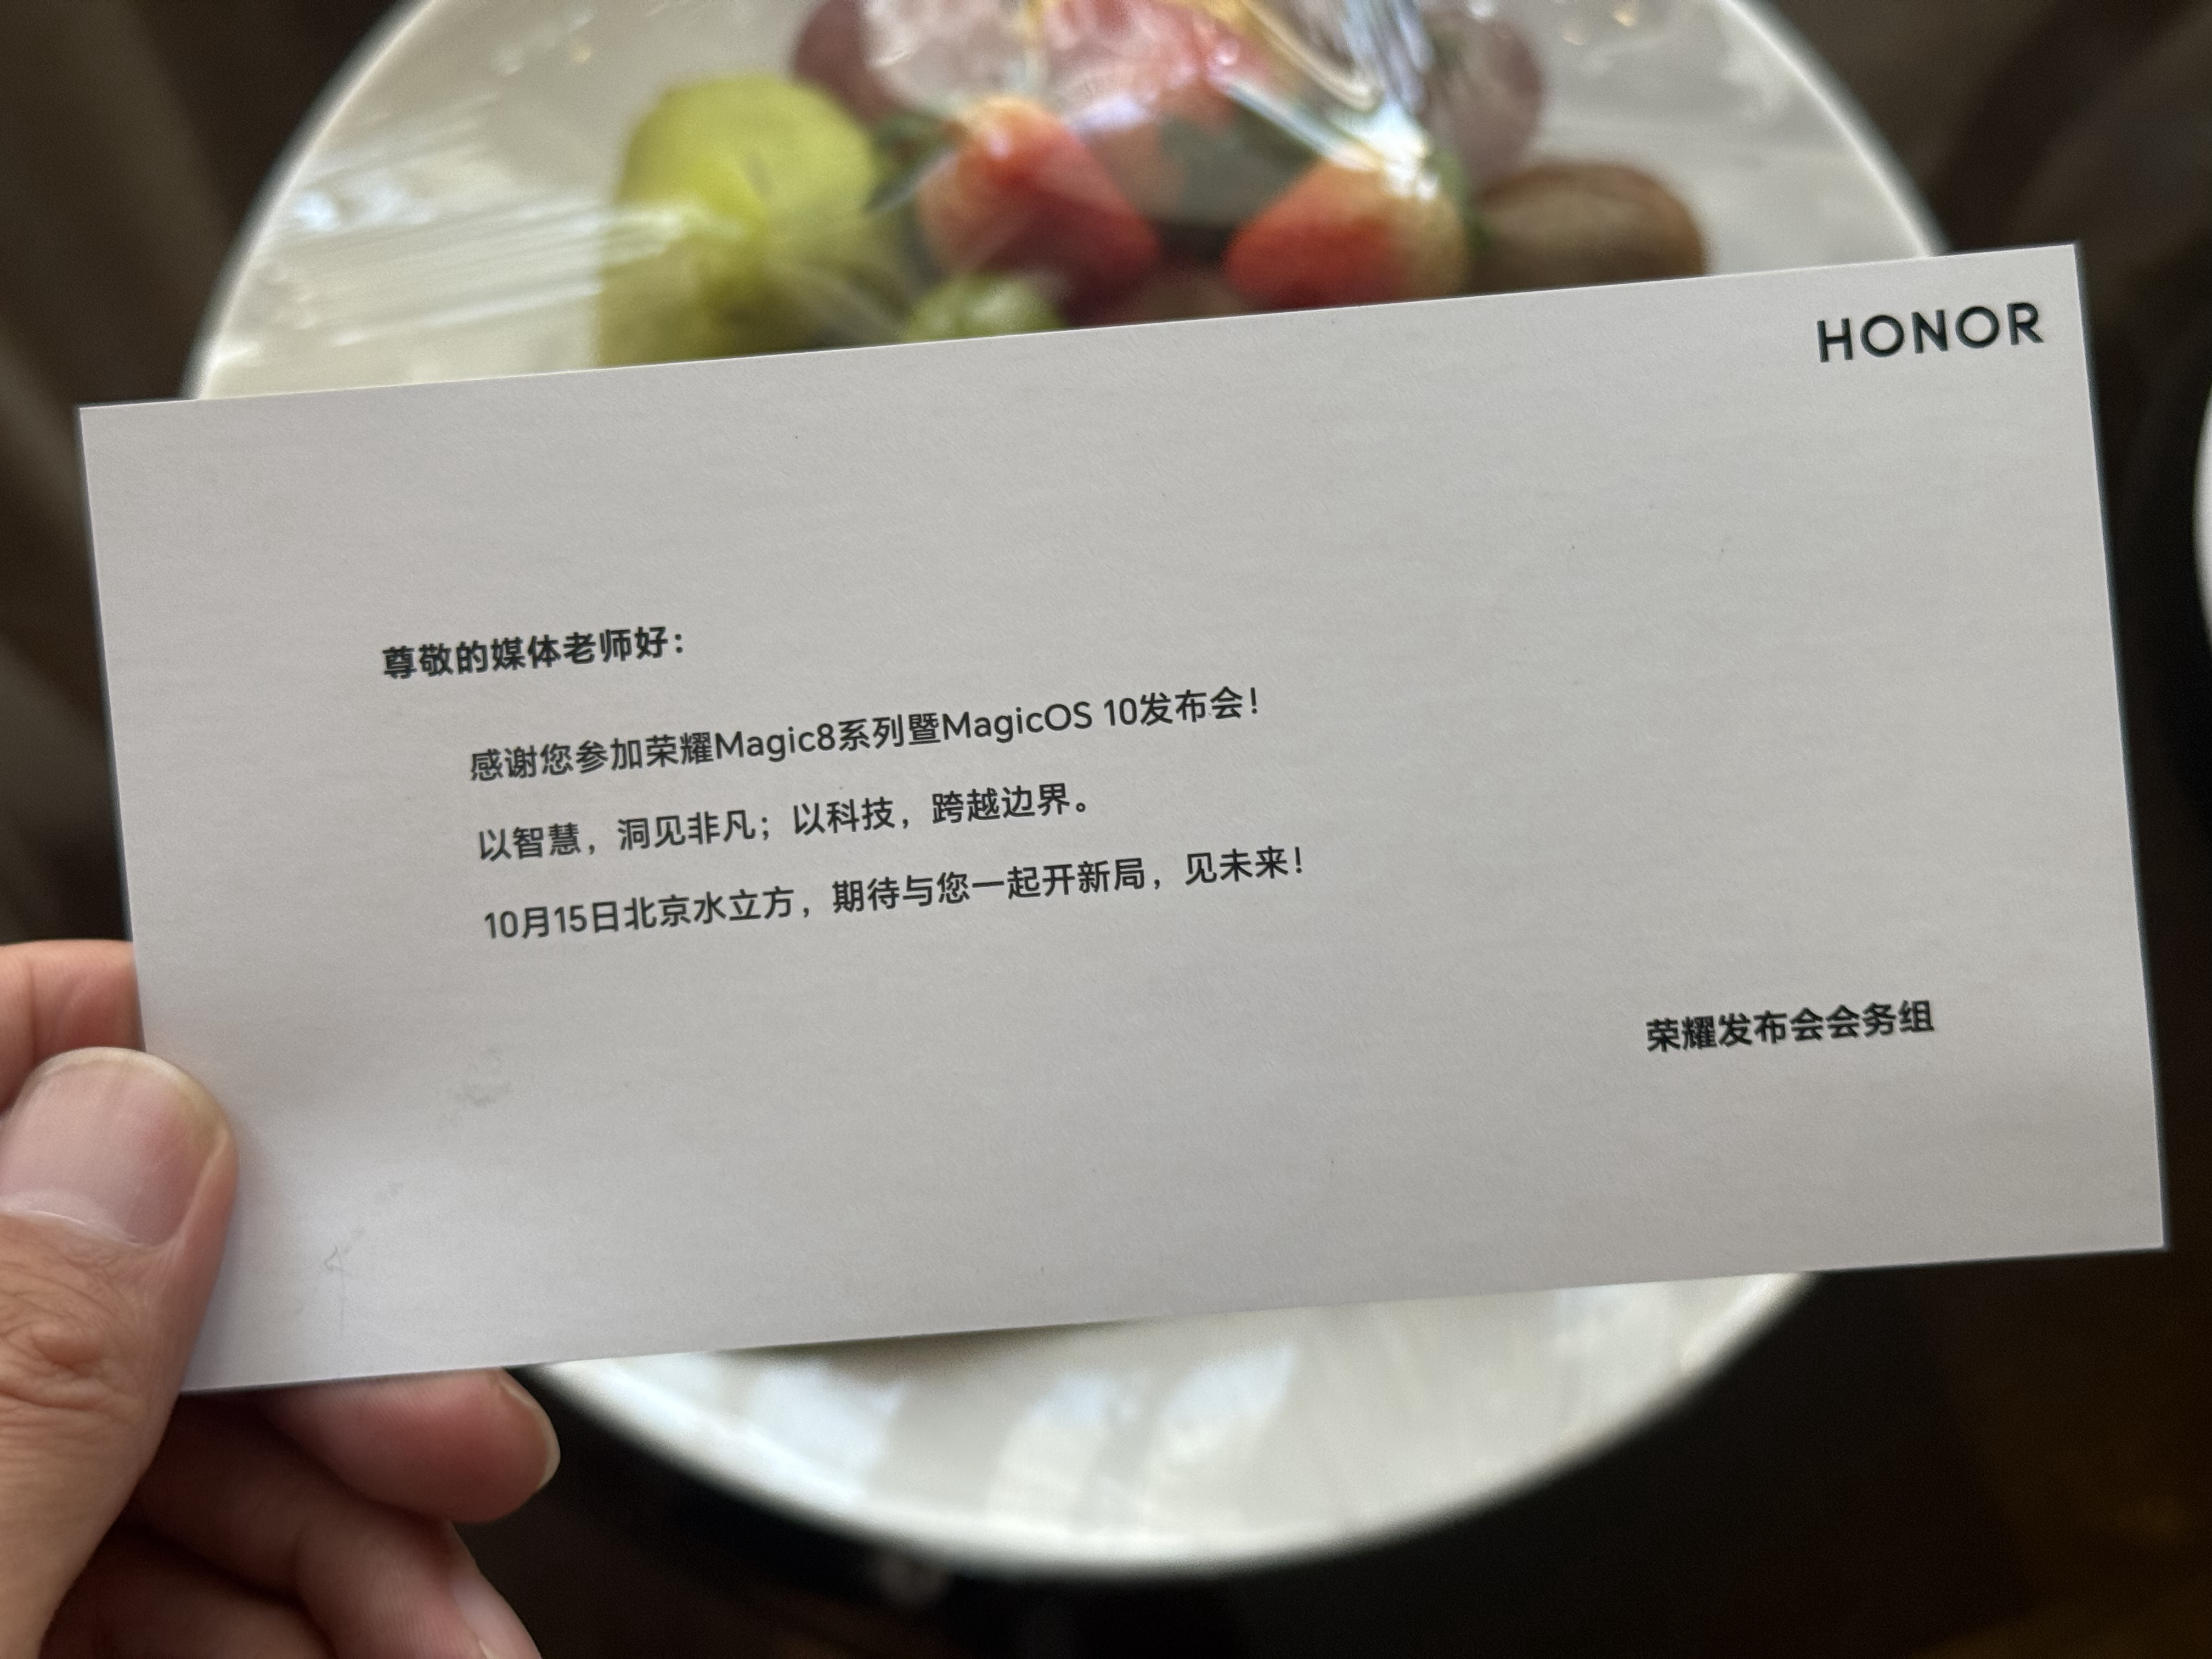 HONOR
尊敬的媒体老师好：
感谢您参加荣耀Magic8系列暨MagicOS 10发布会！
以智慧，洞见非凡；以科技，跨越边界。
10月15日北京水立方，期待与您一起开新局，见未来！
荣耀发布会会务组